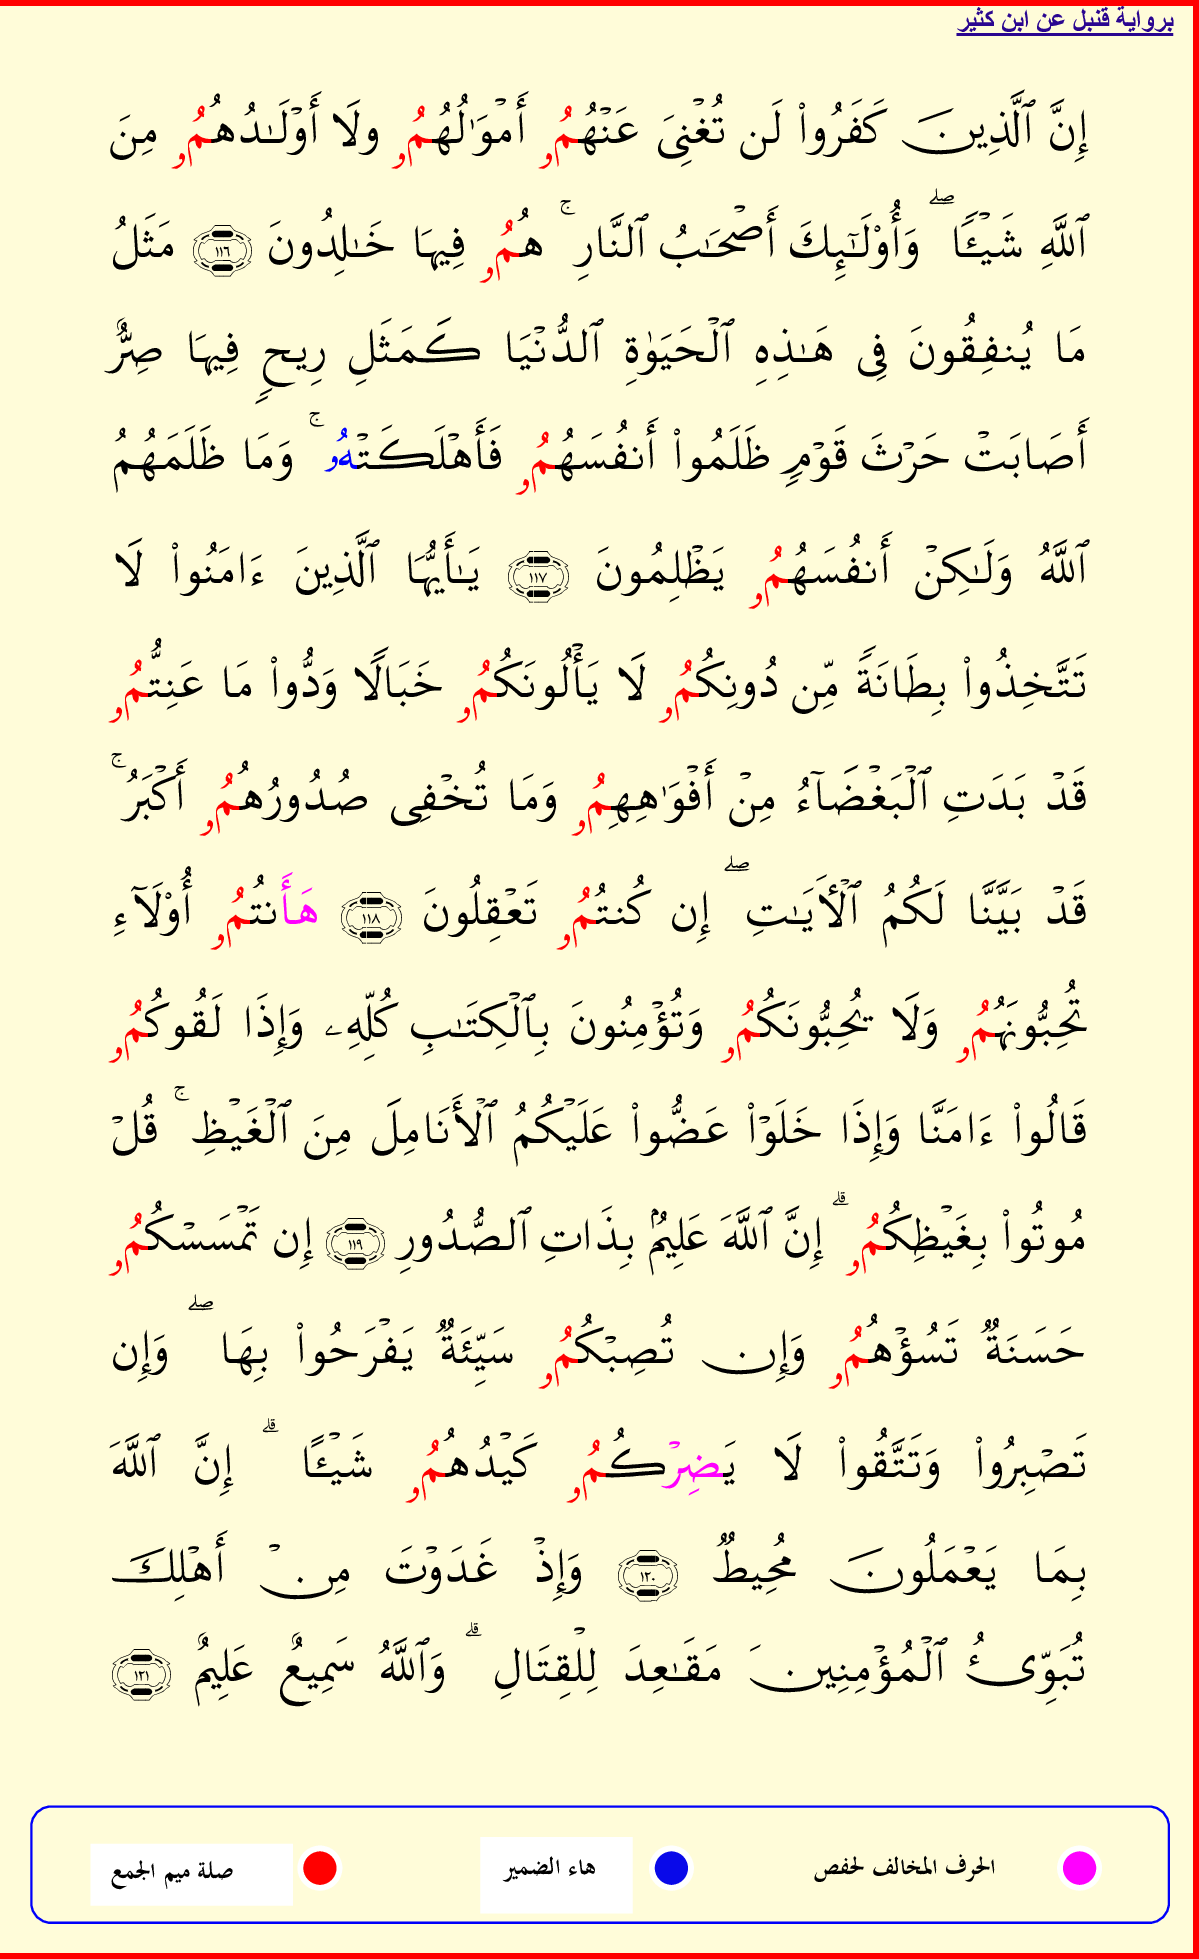 برواية قنبل عن ابن كثير
إِنَّ ٱلَّذِينَ كَفَرُوا۟ لَن تُغْنِىَ عَنْهُمُو أَمْوَٰلُهُمُو ولَا أَوْلَـٰدُهُمُو مِنَ
ٱللَّهِ شَيْـًٔا ۖ وَأُو۟لَـٰٓئِكَ أَصْحَـٰبُ ٱلنَّارِ ۚ هُمُو فِيهَا خَـٰلِدُونَ ١١٦ مَثَلُ
مَا يُنفِقُونَ فِى هَـٰذِهِ ٱلْحَيَوٰةِ ٱلدُّنْيَا كَمَثَلِ رِيحٍ فِيهَا صِرٌّ
أَصَابَتْ حَرْثَ قَوْمٍ ظَلَمُوا۟ أَنفُسَهُمُو فَأَهْلَكَتْهُو ۚ وَمَا ظَلَمَهُمُ
ٱللَّهُ وَلَـٰكِنْ أَنفُسَهُمُو يَظْلِمُونَ ١١٧ يَـٰأَيُّهَا ٱلَّذِينَ ءَامَنُوا۟ لَا
تَتَّخِذُوا۟ بِطَانَةً مِّن دُونِكُمُو لَا يَأْلُونَكُمُو خَبَالًا وَدُّوا۟ مَا عَنِتُّمُو
قَدْ بَدَتِ ٱلْبَغْضَآءُ مِنْ أَفْوَٰهِهِمُو وَمَا تُخْفِى صُدُورُهُمُو أَكْبَرُ ۚ
قَدْ بَيَّنَّا لَكُمُ ٱلْأَيَـٰتِ ۖ إِن كُنتُمُو تَعْقِلُونَ ١١٨ هَأَنتُمُو أُو۟لَآءِ
تُحِبُّونَهُمُو وَلَا يُحِبُّونَكُمُو وَتُؤْمِنُونَ بِٱلْكِتَـٰبِ كُلِّهِۦ وَإِذَا لَقُوكُمُو
قَالُوا۟ ءَامَنَّا وَإِذَا خَلَوْا۟ عَضُّوا۟ عَلَيْكُمُ ٱلْأَنَامِلَ مِنَ ٱلْغَيْظِ ۚ قُلْ
مُوتُوا۟ بِغَيْظِكُمُو ۗ إِنَّ ٱللَّهَ عَلِيمٌۢ بِذَاتِ ٱلصُّدُورِ ١١٩ إِن تَمْسَسْكُمُو
حَسَنَةٌ تَسُؤْهُمُو وَإِن تُصِبْكُمُو سَيِّئَةٌ يَفْرَحُوا۟ بِهَا ۖ وَإِن
تَصْبِرُوا۟ وَتَتَّقُوا۟ لَا يَضِرْكُمُو كَيْدُهُمُو شَيْـًٔا ۗ إِنَّ ٱللَّهَ
بِمَا يَعْمَلُونَ مُحِيطٌ ١٢٠ وَإِذْ غَدَوْتَ مِنْ أَهْلِكَ
تُبَوِّئُ ٱلْمُؤْمِنِينَ مَقَـٰعِدَ لِلْقِتَالِ ۗ وَٱللَّهُ سَمِيعٌ عَلِيمٌ ١٢١
الحرف المخالف لحفص هاء الضمير صلة ميم الجمع